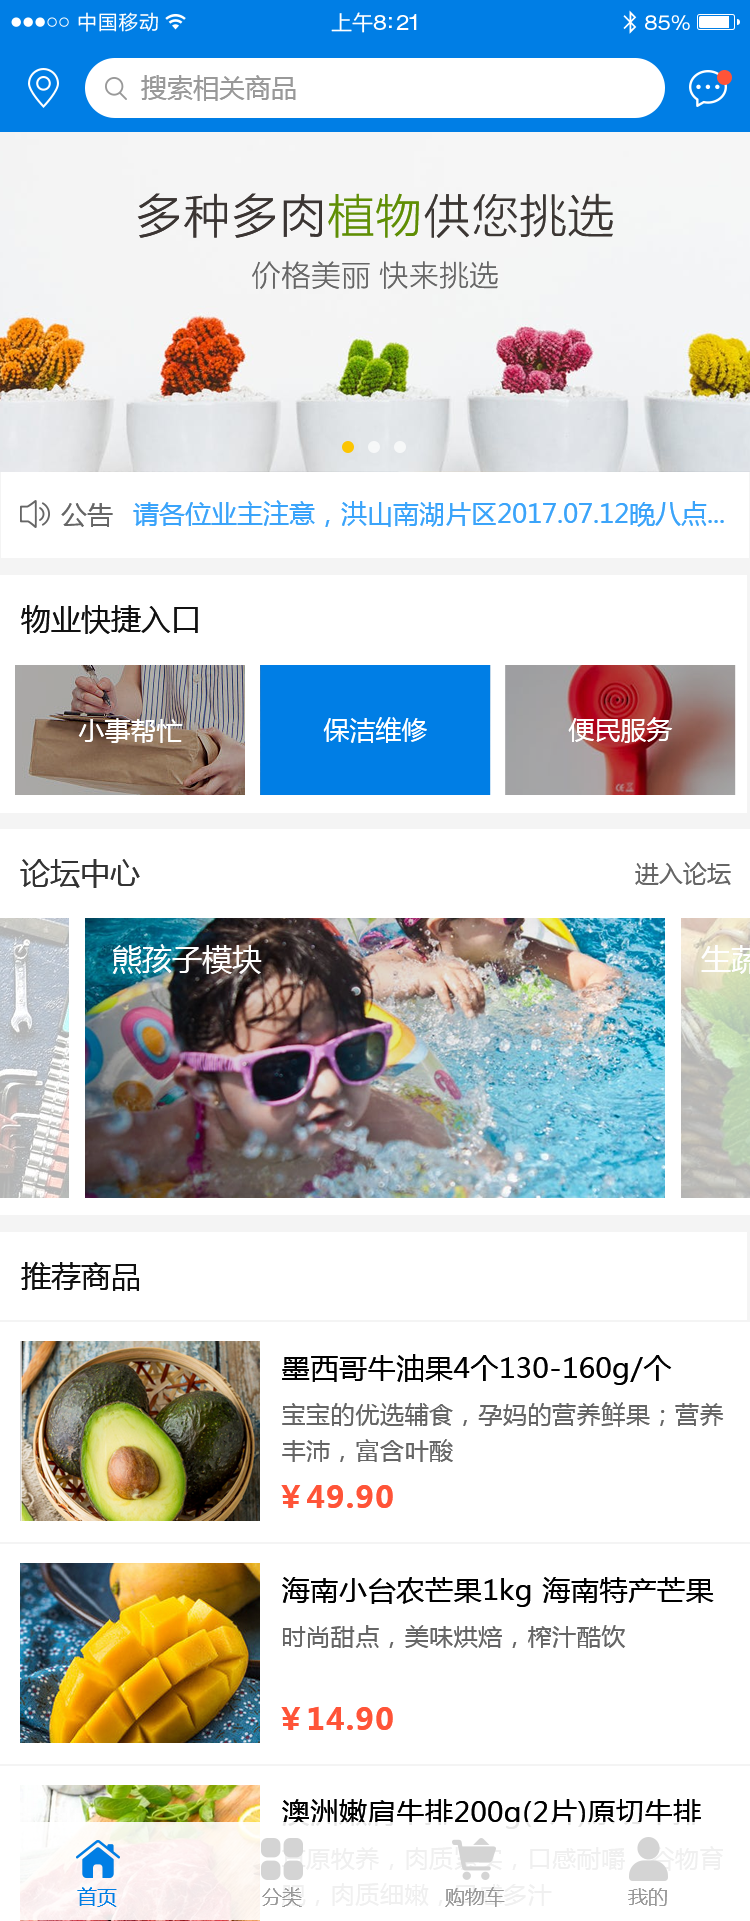 中国移动
上午8:21
85%
搜索相关商品
多种多肉植物供您挑选
价格美丽 快来挑选
公告
请各位业主注意，洪山南湖片区2017.07.12晚八点...
物业快捷入口
小事帮忙
保洁维修
便民服务
论坛中心
进入论坛
熊孩子模块
生蔬
推荐商品
墨西哥牛油果4个130-160g/个
宝宝的优选辅食，孕妈的营养鲜果；营养
丰沛，富含叶酸
¥49.90
海南小台农芒果1kg 海南特产芒果
时尚甜点，美味烘焙，榨汁酷饮
¥14.90
澳洲嫩肩牛排200g(2片)原切牛排
原牧养，肉质
，口感耐嚼
谷物育
，肉质细嫩，
多汁
首页
分类
购物车
我的